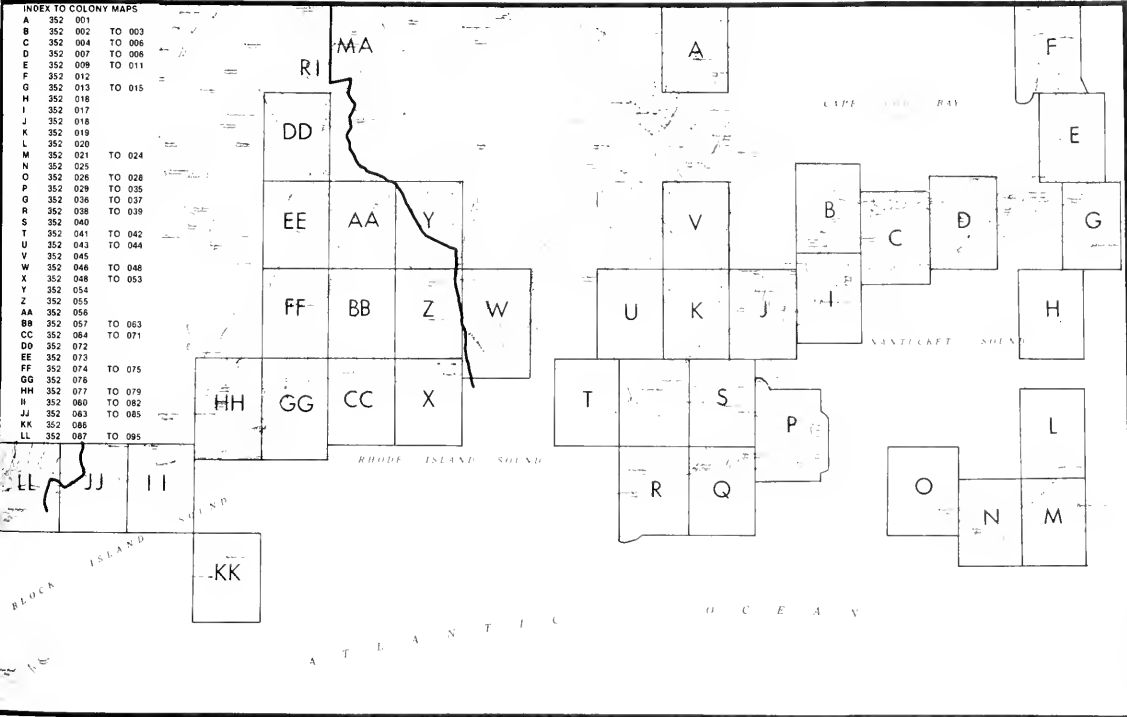 INDEX TO COLONY MAPS
A 352 001
B 352 002 TO 003
C 352 004 TO 006
D 352 007 TO 008
E 352 009 TO 011
F 352 012
G 352 013 TO 015
H 352 016
I 352 017
J 352 018
K 352 019
L 352 020
M 352 021 TO 024
N 352 025
O 352 026 TO 028
P 352 029 TO 035
G 352 036 TO 037
R 352 038 TO 039
S 352 040
T 352 041 TO 042
U 352 043 TO 044
V 352 045
W 352 046 TO 048
X 352 048 TO 053
Y 352 054
Z 352 055
AA 352 056
BB 352 057 TO 063
CC 352 064 TO 071
DD 352 072
EE 352 073
FF 352 074 TO 075
GG 352 076
HH 352 077 TO 079
II 352 080 TO 082
JJ 352 083 TO 085
KK 352 086
LL 352 087 TO 095
MA
RI
A
F
CAPE COD BAY
DD
E
EE
AA
Y
V
B
C
D
G
FF
BB
Z
W
U
K
J
I
H
NANTUCKET SOUND
HH
GG
CC
X
T
S
P
L
RHODE ISLAND SOUND
LL
JJ
II
R
Q
O
N
M
BLOCK ISLAND SOUND
KK
ATLANTIC OCEAN